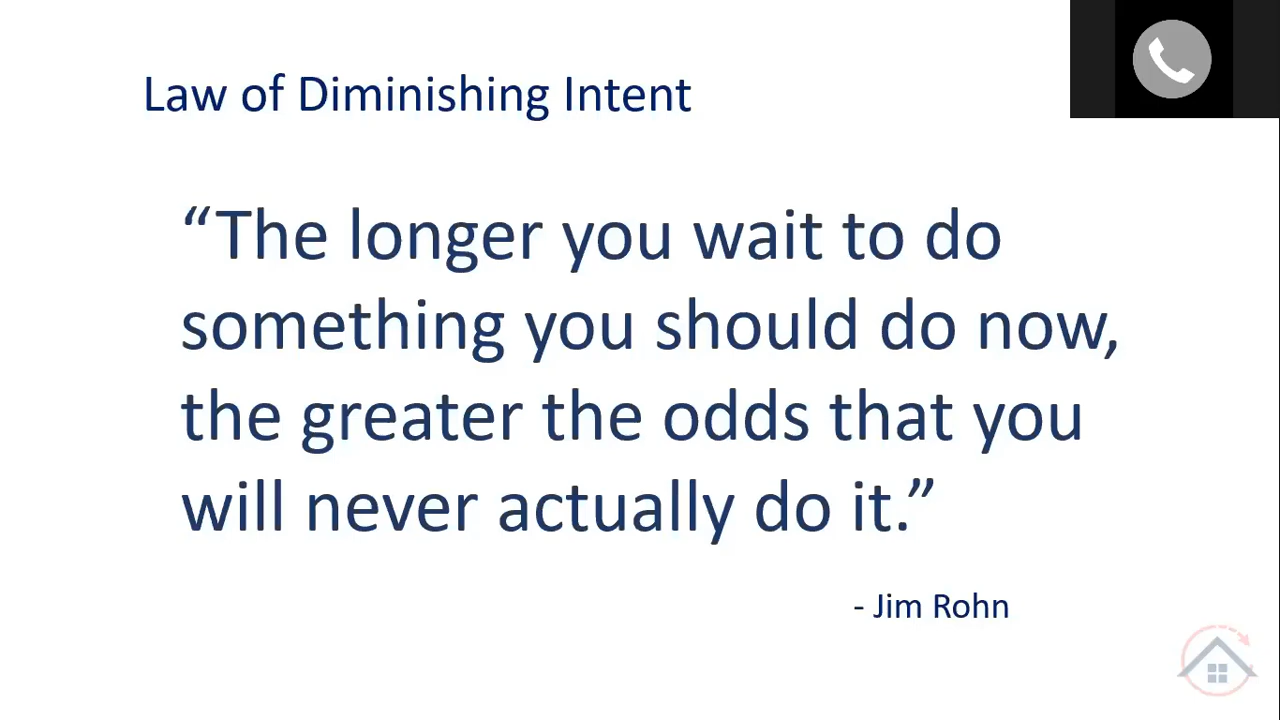 Law of Diminishing Intent
“The longer you wait to do
something you should do now,
the greater the odds that you
will never actually do it.”
- Jim Rohn